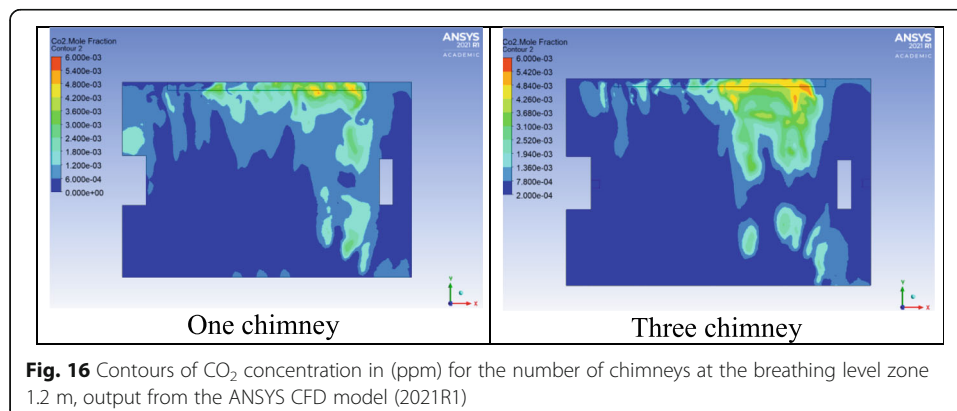 Co2.Mole Fraction
Contour 2
6.000e-03
5.400e-03
4.800e-03
4.200e-03
3.600e-03
3.000e-03
2.400e-03
1.800e-03
1.200e-03
6.000e-04
0.000e+00
ANSYS
2021 R1
ACADEMIC
Y
X
One chimney
Co2.Mole Fraction
Contour 2
6.000e-03
5.420e-03
4.840e-03
4.260e-03
3.680e-03
3.100e-03
2.520e-03
1.940e-03
1.360e-03
7.800e-04
2.000e-04
ANSYS
2021 R1
ACADEMIC
Y
X
Three chimney
Fig. 16 Contours of CO₂ concentration in (ppm) for the number of chimneys at the breathing level zone
1.2 m, output from the ANSYS CFD model (2021R1)